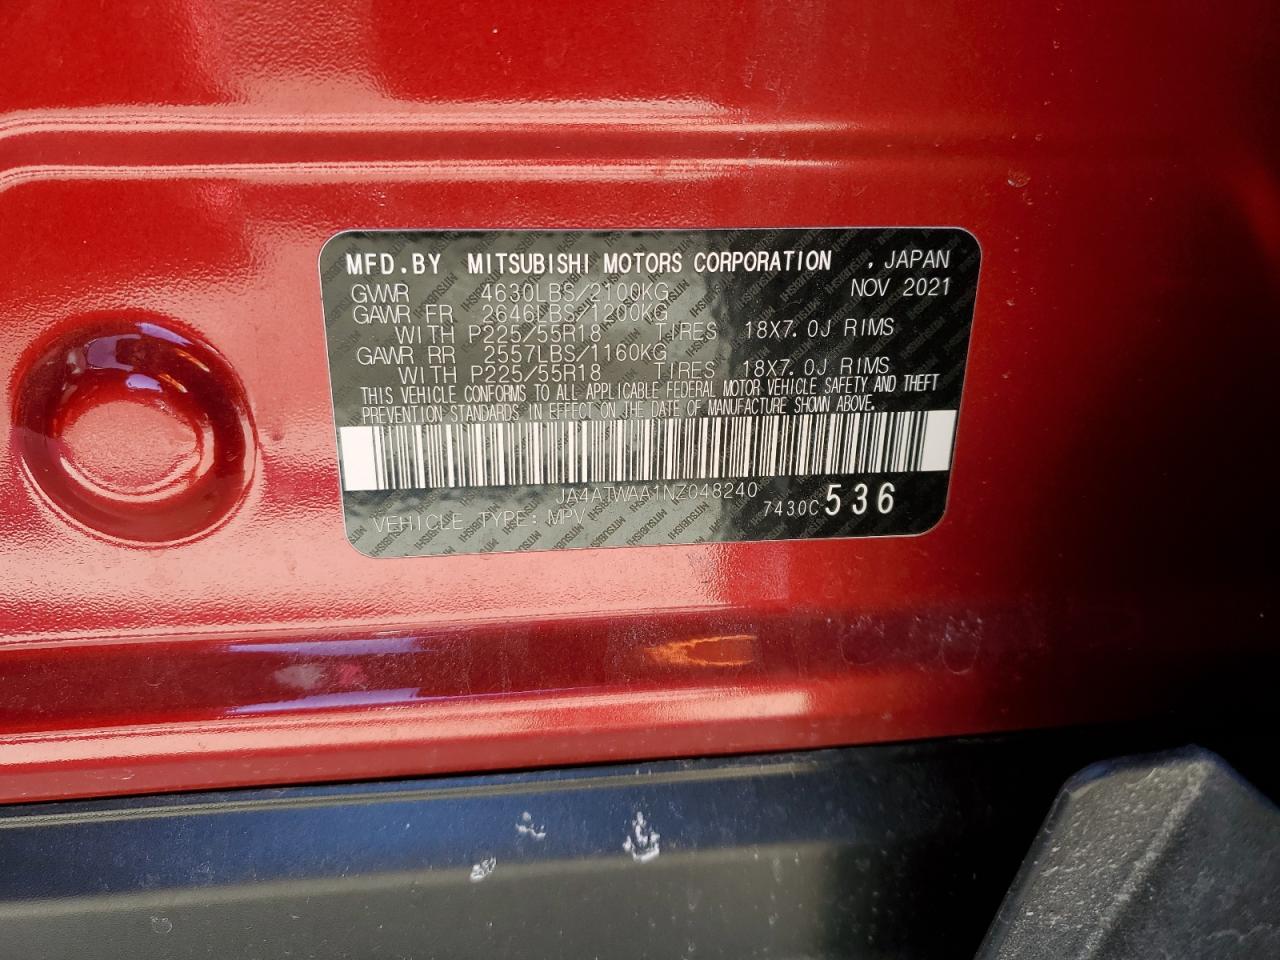 MFD.BY MITSUBISHI MOTORS CORPORATION , JAPAN
GVWR 4630LBS/2100KG NOV 2021
GAWR FR 2646LBS/1200KG
WITH P225/55R18 TIRES 18X7.0J RIMS
GAWR RR 2557LBS/1160KG
WITH P225/55R18 TIRES 18X7.0J RIMS
THIS VEHICLE CONFORMS TO ALL APPLICABLE FEDERAL MOTOR VEHICLE SAFETY AND THEFT
PREVENTION STANDARDS IN EFFECT ON THE DATE OF MANUFACTURE SHOWN ABOVE.
JA4ATWAA1NZ048240
VEHICLE TYPE: MPV 7430C 536